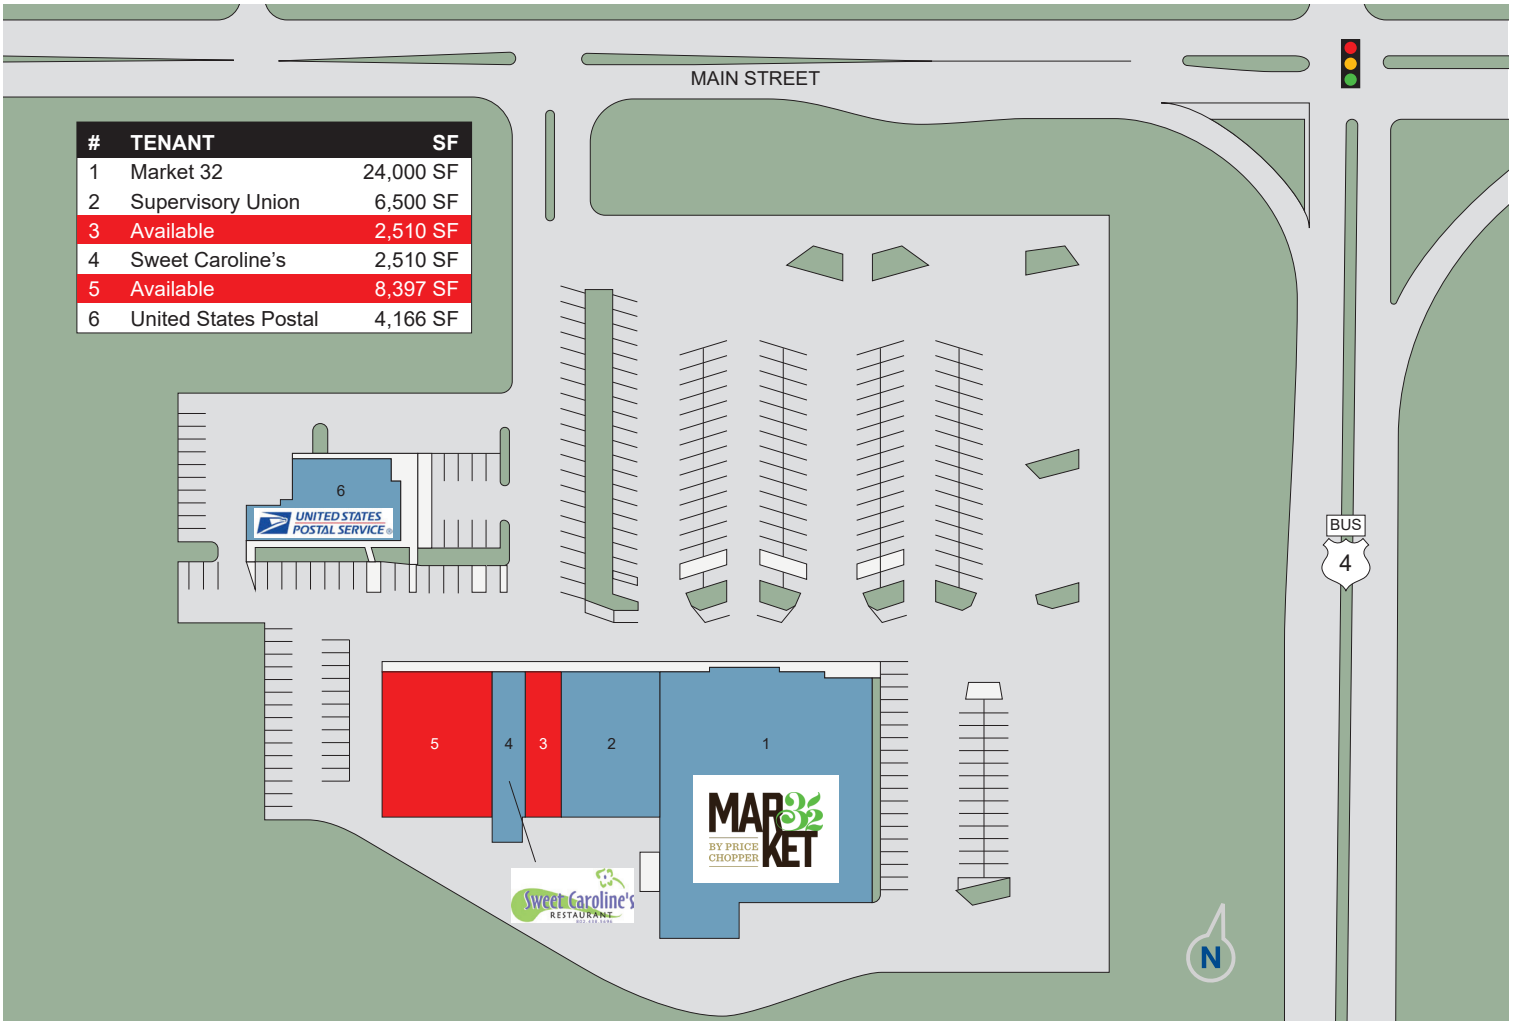 MAIN STREET
# TENANT SF
1 Market 32 24,000 SF
2 Supervisory Union 6,500 SF
3 Available 2,510 SF
4 Sweet Caroline’s 2,510 SF
5 Available 8,397 SF
6 United States Postal 4,166 SF
6
UNITED STATES
POSTAL SERVICE®
BUS
4
5
4
3
2
1
MAR32
KET
BY PRICE
CHOPPER
Sweet Caroline's
RESTAURANT
N